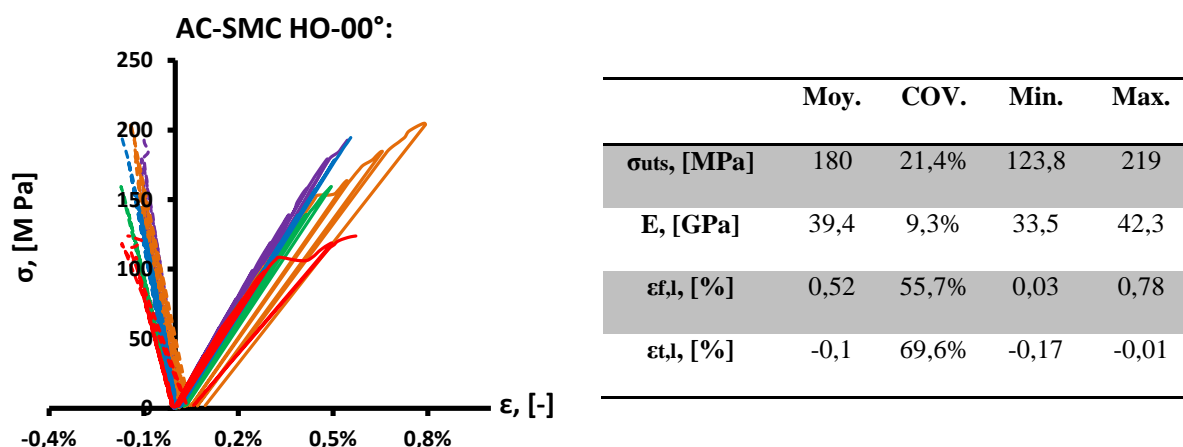 AC-SMC HO-00°:
250
200
150
100
50
0
σ, [M Pa]
ε, [-]
-0,4% -0,1% 0,2% 0,5% 0,8%
Moy. COV. Min. Max.
σuts, [MPa] 180 21,4% 123,8 219
E, [GPa] 39,4 9,3% 33,5 42,3
εf,l, [%] 0,52 55,7% 0,03 0,78
εt,l, [%] -0,1 69,6% -0,17 -0,01